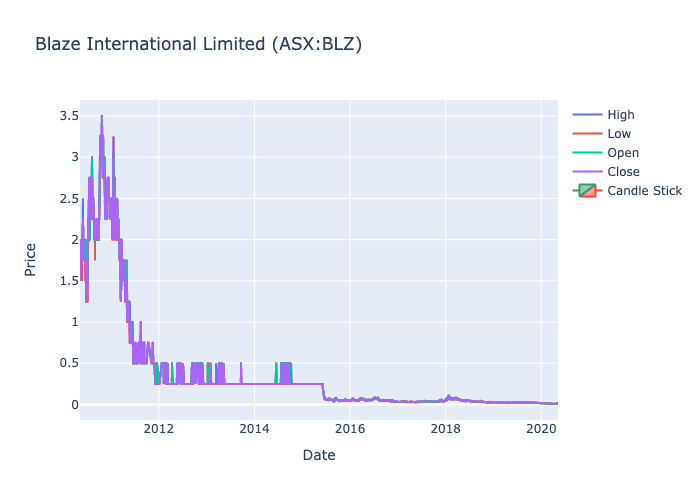 Blaze International Limited (ASX:BLZ)
3.5
3
2.5
2
1.5
1
0.5
0
Price
2012
2014
2016
2018
2020
Date
High
Low
Open
Close
Candle Stick